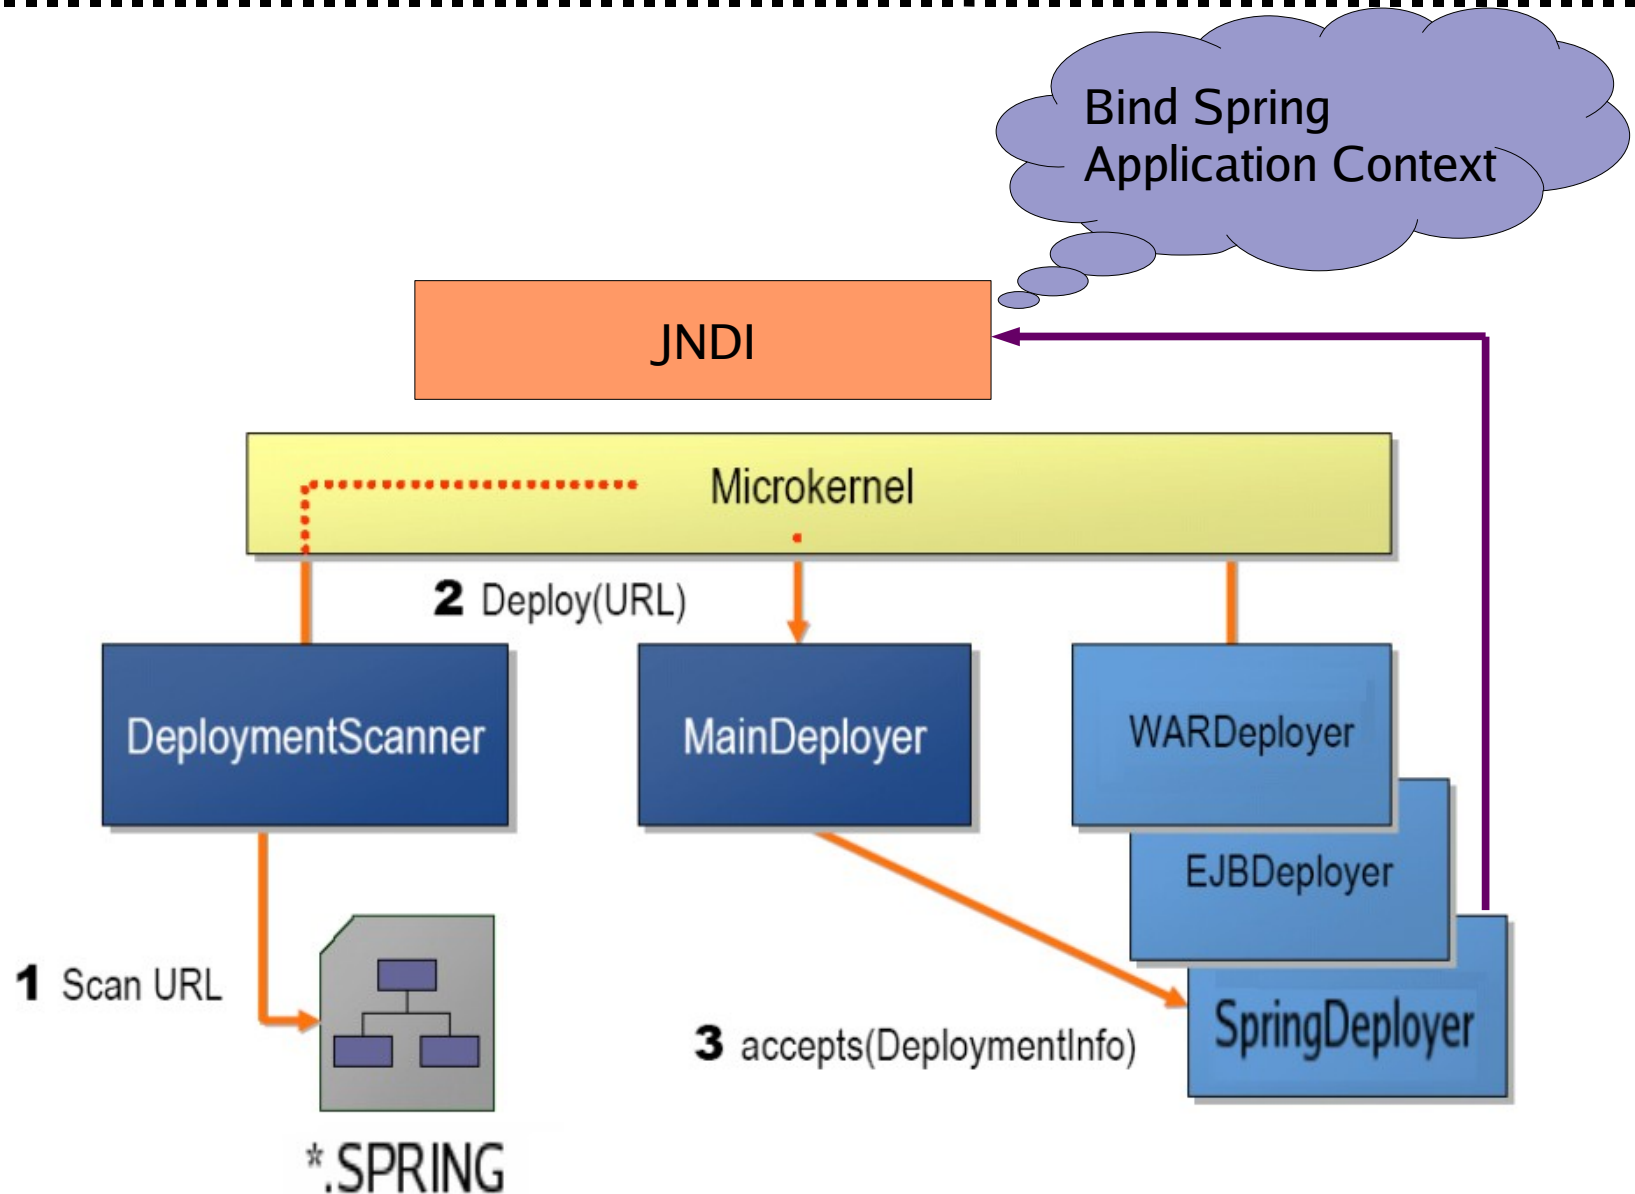 Bind Spring
Application Context
JNDI
Microkernel
2 Deploy(URL)
DeploymentScanner
MainDeployer
WARDeployer
EJBDeployer
1 Scan URL
SpringDeployer
3 accepts(DeploymentInfo)
*.SPRING